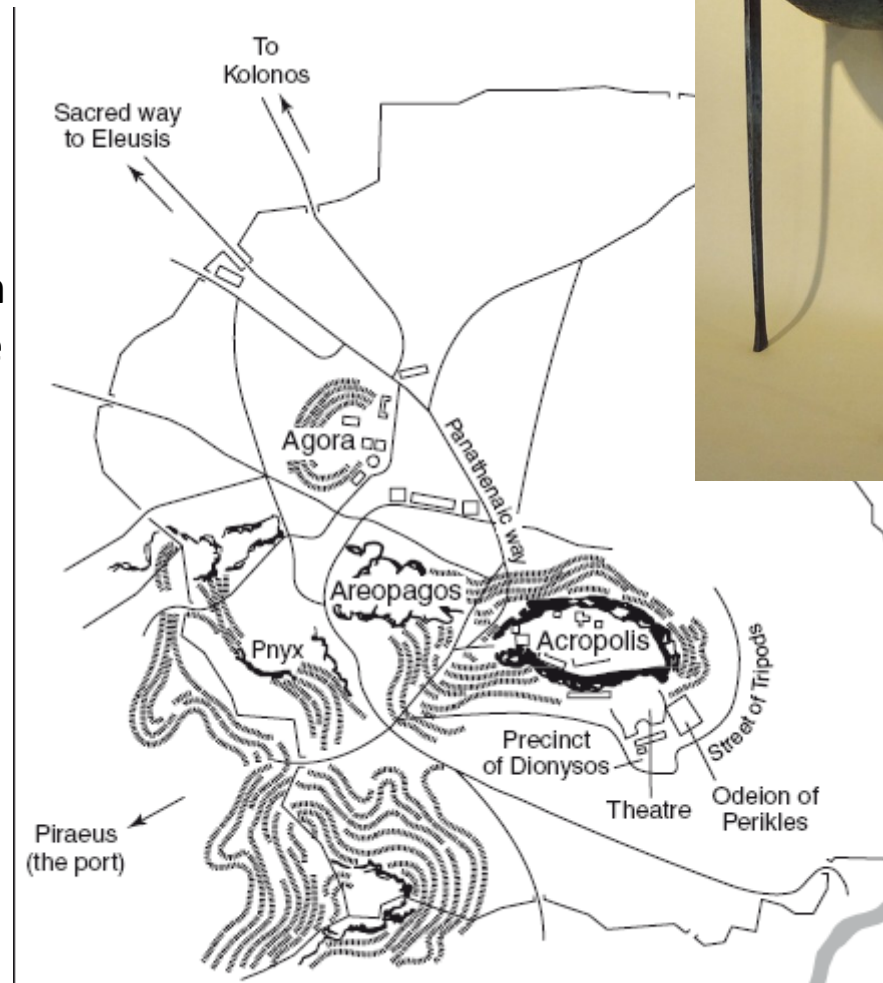 To
Kolonos
Sacred way
to Eleusis
Agora
Panathenaic way
Areopagos
Acropolis
Pnyx
Street of Tripods
Precinct
of Dionysos
Theatre
Odeion of
Perikles
Piraeus
(the port)